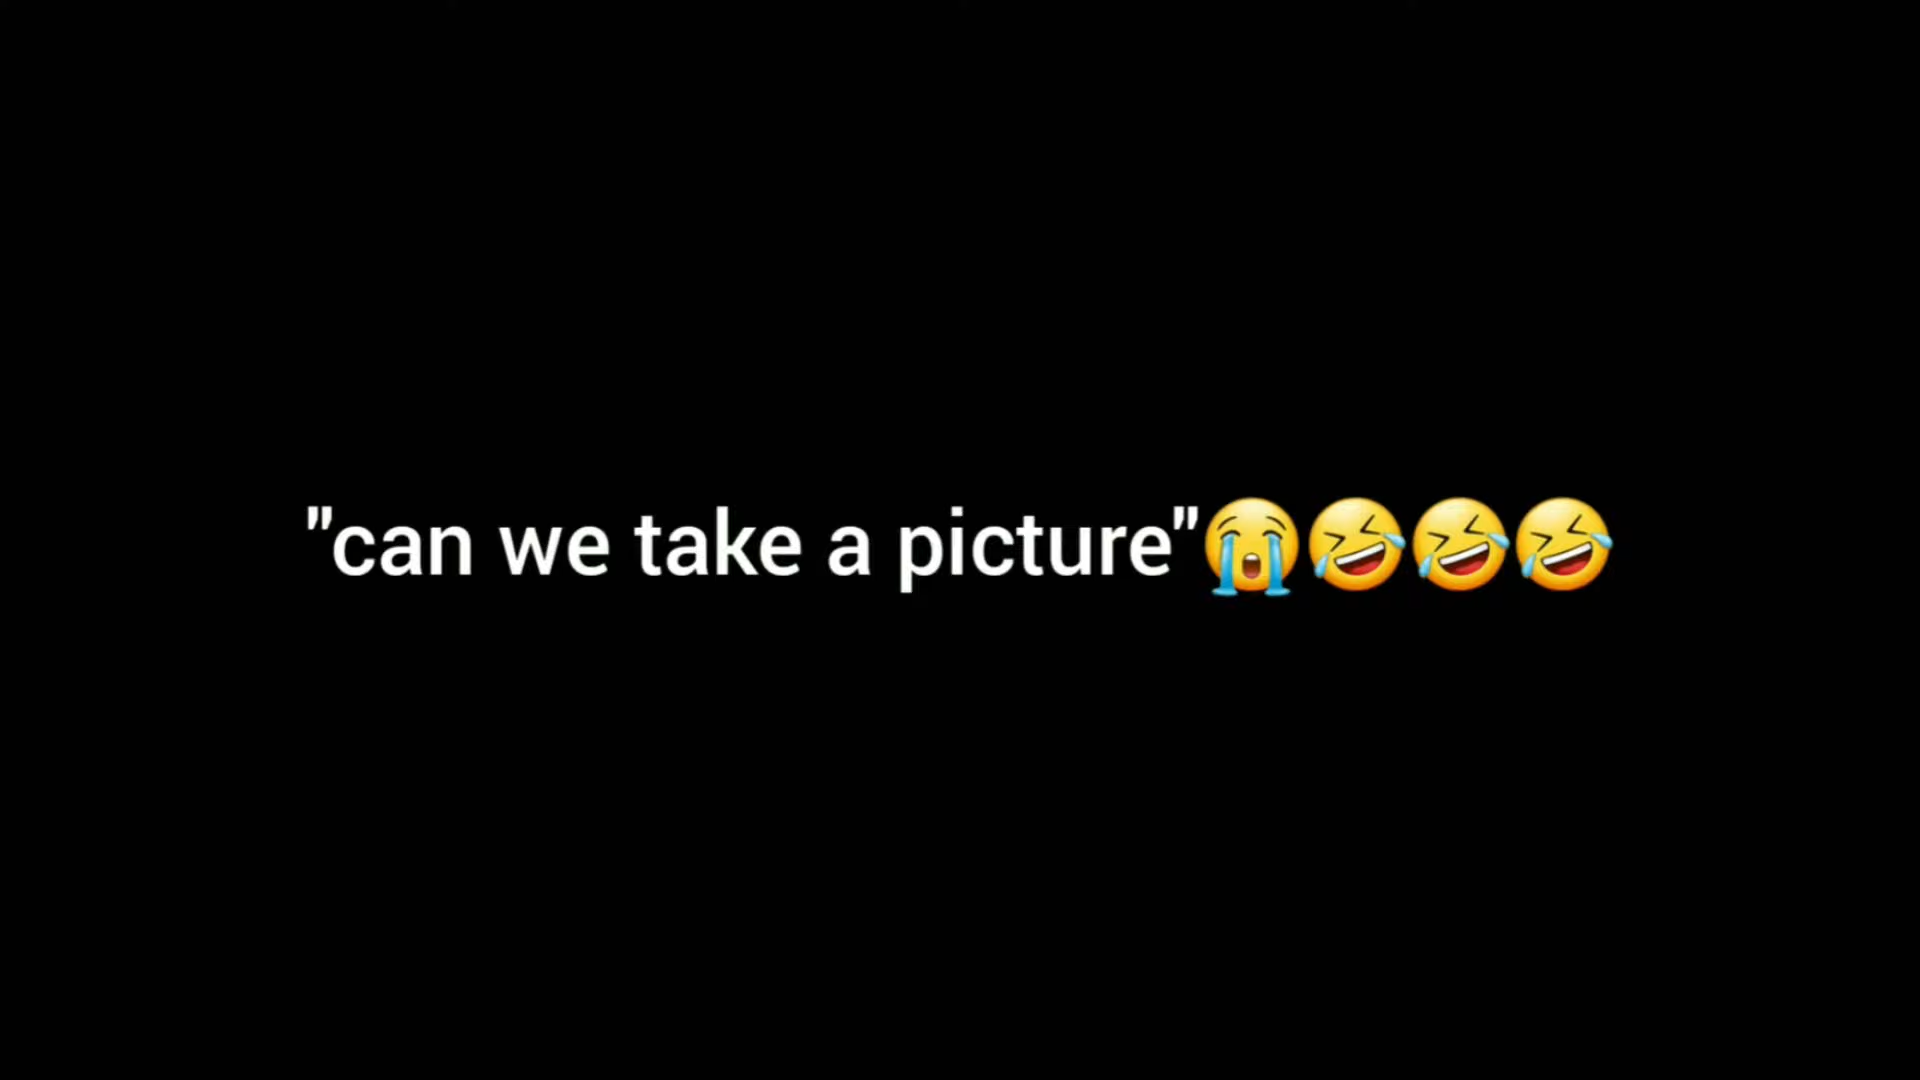 "can we take a picture"😭🤣🤣🤣